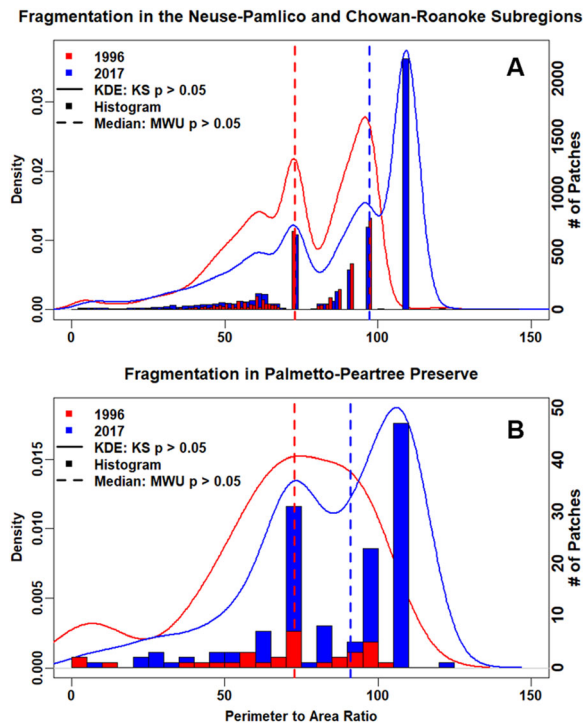 Fragmentation in the Neuse-Pamlico and Chowan-Roanoke Subregions
1996
2017
KDE: KS p > 0.05
Histogram
Median: MWU p > 0.05
A
Density
0.00 0.01 0.02 0.03
# of Patches
0 500 1000 1500 2000
0 50 100 150
Fragmentation in Palmetto-Peartree Preserve
1996
2017
KDE: KS p > 0.05
Histogram
Median: MWU p > 0.05
B
Density
0.000 0.005 0.010 0.015
# of Patches
0 10 20 30 40 50
0 50 100 150
Perimeter to Area Ratio